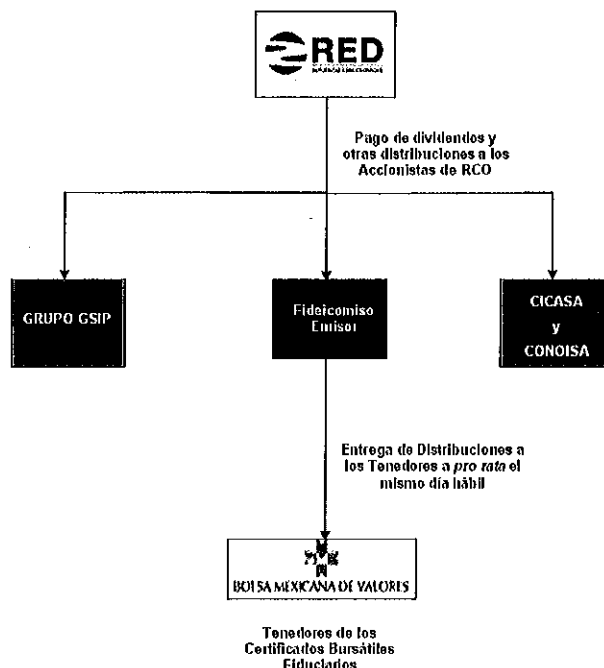 RED
Pago de dividendos y
otras distribuciones a los
Accionistas de RCO
GRUPO GSIP
Fideicomiso
Emisor
CICASA
y
CONOISA
Entrega de Distribuciones a
los Tenedores a pro rata el
mismo día hábil
BOLSA MEXICANA DE VALORES
Tenedores de los
Certificados Bursátiles
Fiduciarios